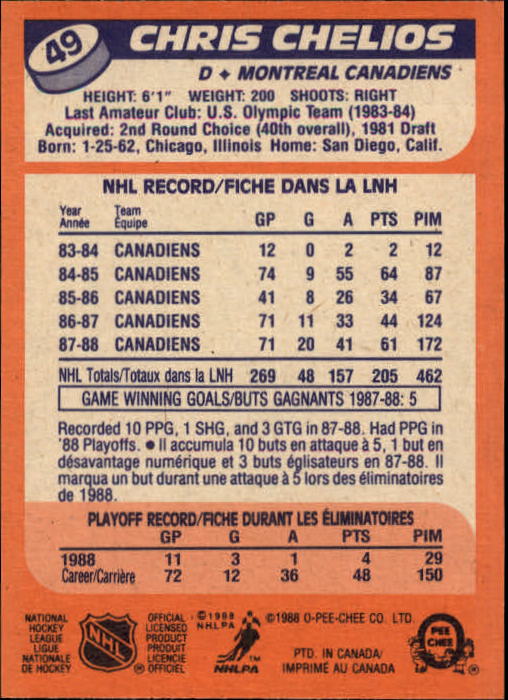 49
CHRIS CHELIOS
D ♦ MONTREAL CANADIENS
HEIGHT: 6'1" WEIGHT: 200 SHOOTS: RIGHT
Last Amateur Club: U.S. Olympic Team (1983-84)
Acquired: 2nd Round Choice (40th overall), 1981 Draft
Born: 1-25-62, Chicago, Illinois Home: San Diego, Calif.
NHL RECORD/FICHE DANS LA LNH
Year Team
Année Équipe GP G A PTS PIM
83-84 CANADIENS 12 0 2 2 12
84-85 CANADIENS 74 9 55 64 87
85-86 CANADIENS 41 8 26 34 67
86-87 CANADIENS 71 11 33 44 124
87-88 CANADIENS 71 20 41 61 172
NHL Totals/Totaux dans la LNH 269 48 157 205 462
GAME WINNING GOALS/BUTS GAGNANTS 1987-88: 5
Recorded 10 PPG, 1 SHG, and 3 GTG in 87-88. Had PPG in
'88 Playoffs. ● Il accumula 10 buts en attaque à 5, 1 but en
désavantage numérique et 3 buts égilsateurs en 87-88. Il
marqua un but durant une attaque à 5 lors des éliminatoires
de 1988.
PLAYOFF RECORD/FICHE DURANT LES ÉLIMINATOIRES
GP G A PTS PIM
1988 11 3 1 4 29
Career/Carrière 72 12 36 48 150
NATIONAL
HOCKEY
LEAGUE
LIGUE
NATIONALE
DE HOCKEY
NHL
®
OFFICIAL
LICENSED
PRODUCT
PRODUIT
LICENCIE
OFFICIEL
©1988
NHLPA
NHLPA
TM
©1988 O-PEE-CHEE CO. LTD.
PTD. IN CANADA/
IMPRIMÉ AU CANADA
O
PEE
CHEE